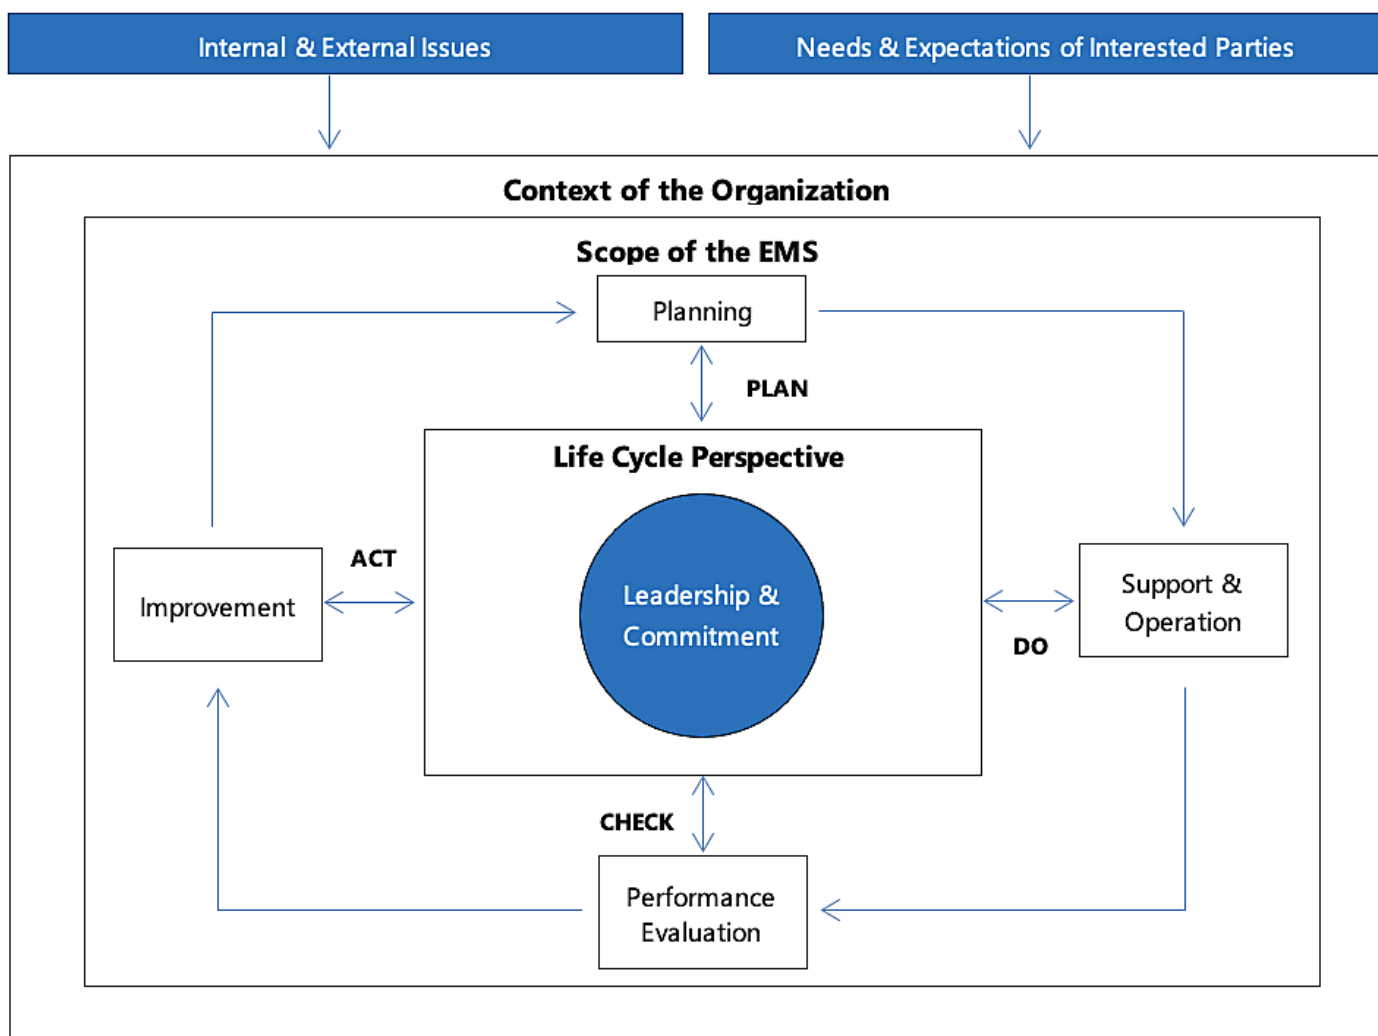 Internal & External Issues
Needs & Expectations of Interested Parties
Context of the Organization
Scope of the EMS
Planning
PLAN
Life Cycle Perspective
ACT
Improvement
Leadership &
Commitment
Support &
Operation
DO
CHECK
Performance
Evaluation